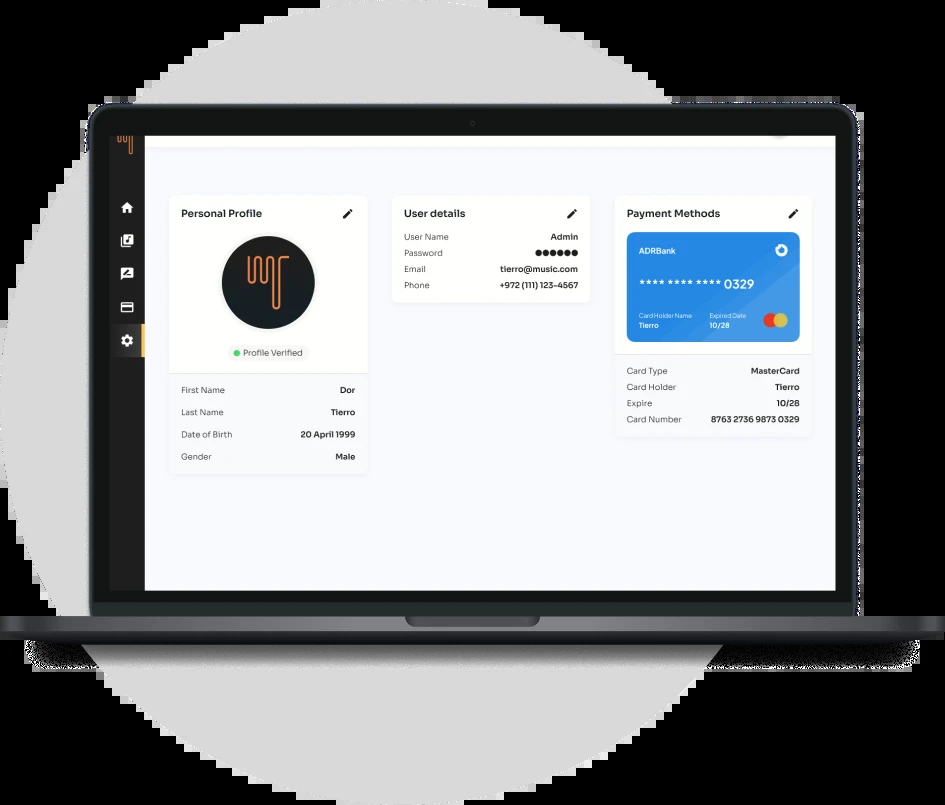 Personal Profile
Profile Verified
First Name Dor
Last Name Tierro
Date of Birth 20 April 1999
Gender Male
User details
User Name Admin
Password ●●●●●●
Email tierro@music.com
Phone +972 (111) 123-4567
Payment Methods
ADRBank
**** **** **** 0329
Card Holder Name Expired Date
Tierro 10/28
Card Type MasterCard
Card Holder Tierro
Expire 10/28
Card Number 8763 2736 9873 0329